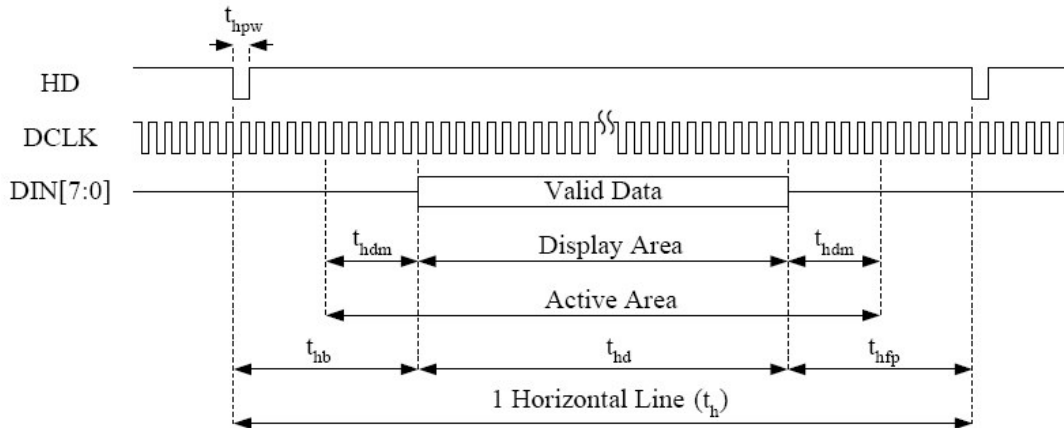 t_hpw
HD
DCLK
DIN[7:0]
Valid Data
t_hdm Display Area t_hdm
Active Area
t_hb t_hd t_hfp
1 Horizontal Line (t_h)